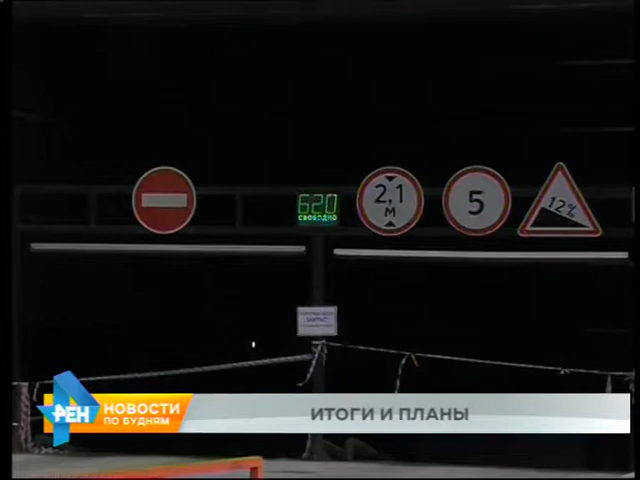 620
СВОБОДНО
2,1
М
5
12%
РЕН
НОВОСТИ
ПО БУДНЯМ
ИТОГИ И ПЛАНЫ